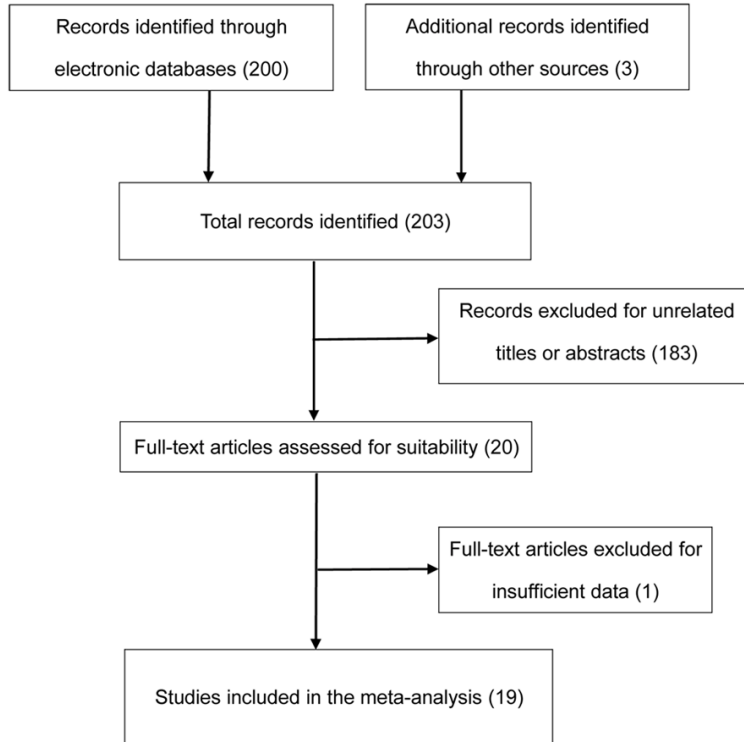 Records identified through
electronic databases (200)
Additional records identified
through other sources (3)
Total records identified (203)
Records excluded for unrelated
titles or abstracts (183)
Full-text articles assessed for suitability (20)
Full-text articles excluded for
insufficient data (1)
Studies included in the meta-analysis (19)